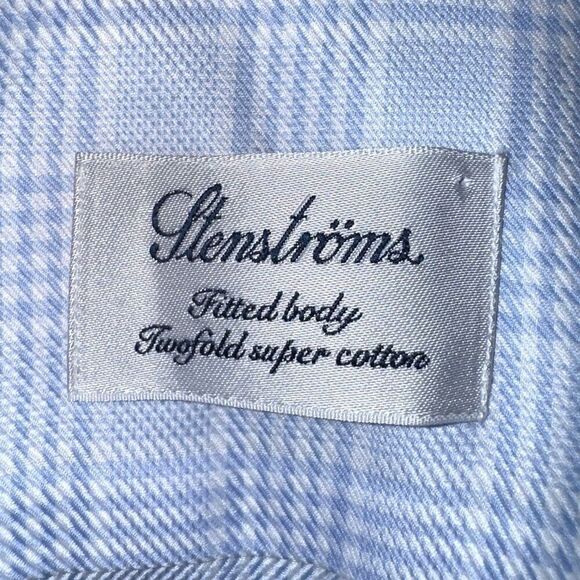 Stenströms
Fitted body
Twofold super cotton